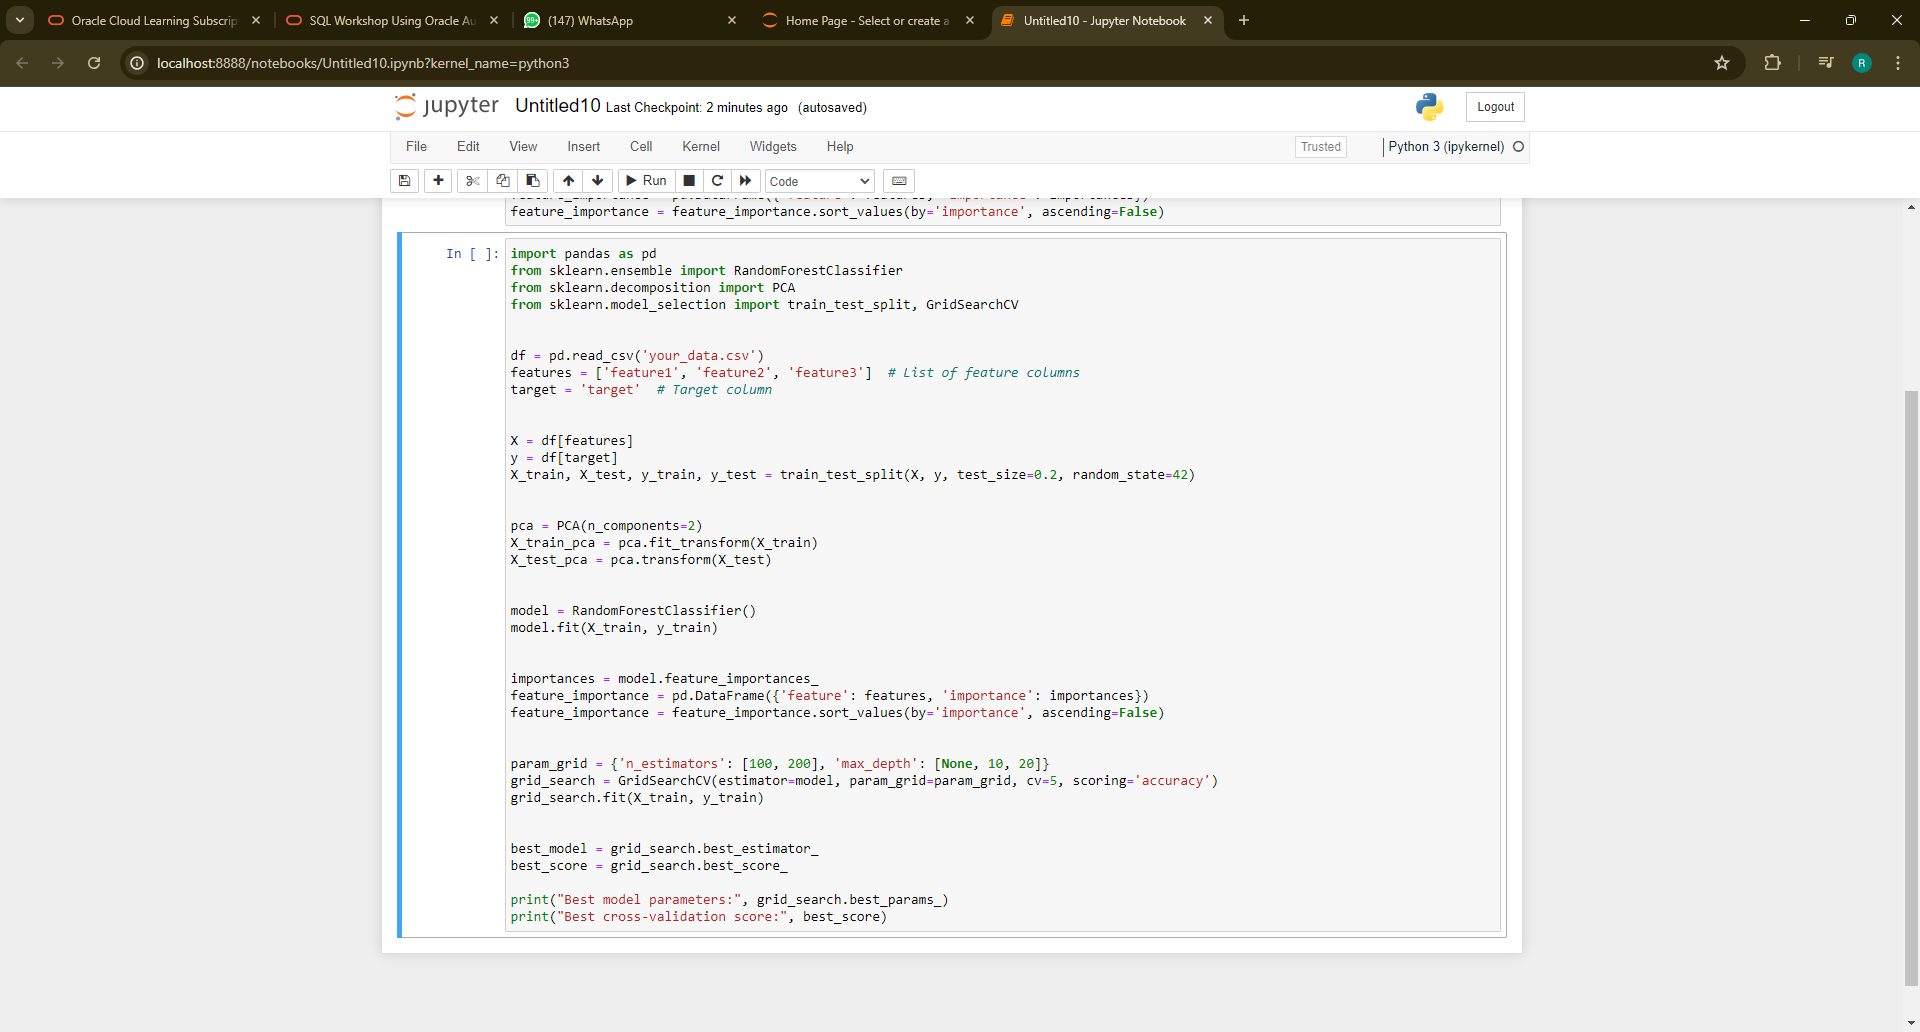 Oracle Cloud Learning Subscrip
SQL Workshop Using Oracle Au
(147) WhatsApp
Home Page - Select or create a
Untitled10 - Jupyter Notebook
localhost:8888/notebooks/Untitled10.ipynb?kernel_name=python3
R
jupyter Untitled10 Last Checkpoint: 2 minutes ago (autosaved)
Logout
File Edit View Insert Cell Kernel Widgets Help
Trusted
Python 3 (ipykernel)
Run
Code
feature_importance = feature_importance.sort_values(by='importance', ascending=False)
In [ ]:
import pandas as pd
from sklearn.ensemble import RandomForestClassifier
from sklearn.decomposition import PCA
from sklearn.model_selection import train_test_split, GridSearchCV
df = pd.read_csv('your_data.csv')
features = ['feature1', 'feature2', 'feature3']  # List of feature columns
target = 'target'  # Target column
X = df[features]
y = df[target]
X_train, X_test, y_train, y_test = train_test_split(X, y, test_size=0.2, random_state=42)
pca = PCA(n_components=2)
X_train_pca = pca.fit_transform(X_train)
X_test_pca = pca.transform(X_test)
model = RandomForestClassifier()
model.fit(X_train, y_train)
importances = model.feature_importances_
feature_importance = pd.DataFrame({'feature': features, 'importance': importances})
feature_importance = feature_importance.sort_values(by='importance', ascending=False)
param_grid = {'n_estimators': [100, 200], 'max_depth': [None, 10, 20]}
grid_search = GridSearchCV(estimator=model, param_grid=param_grid, cv=5, scoring='accuracy')
grid_search.fit(X_train, y_train)
best_model = grid_search.best_estimator_
best_score = grid_search.best_score_
print("Best model parameters:", grid_search.best_params_)
print("Best cross-validation score:", best_score)